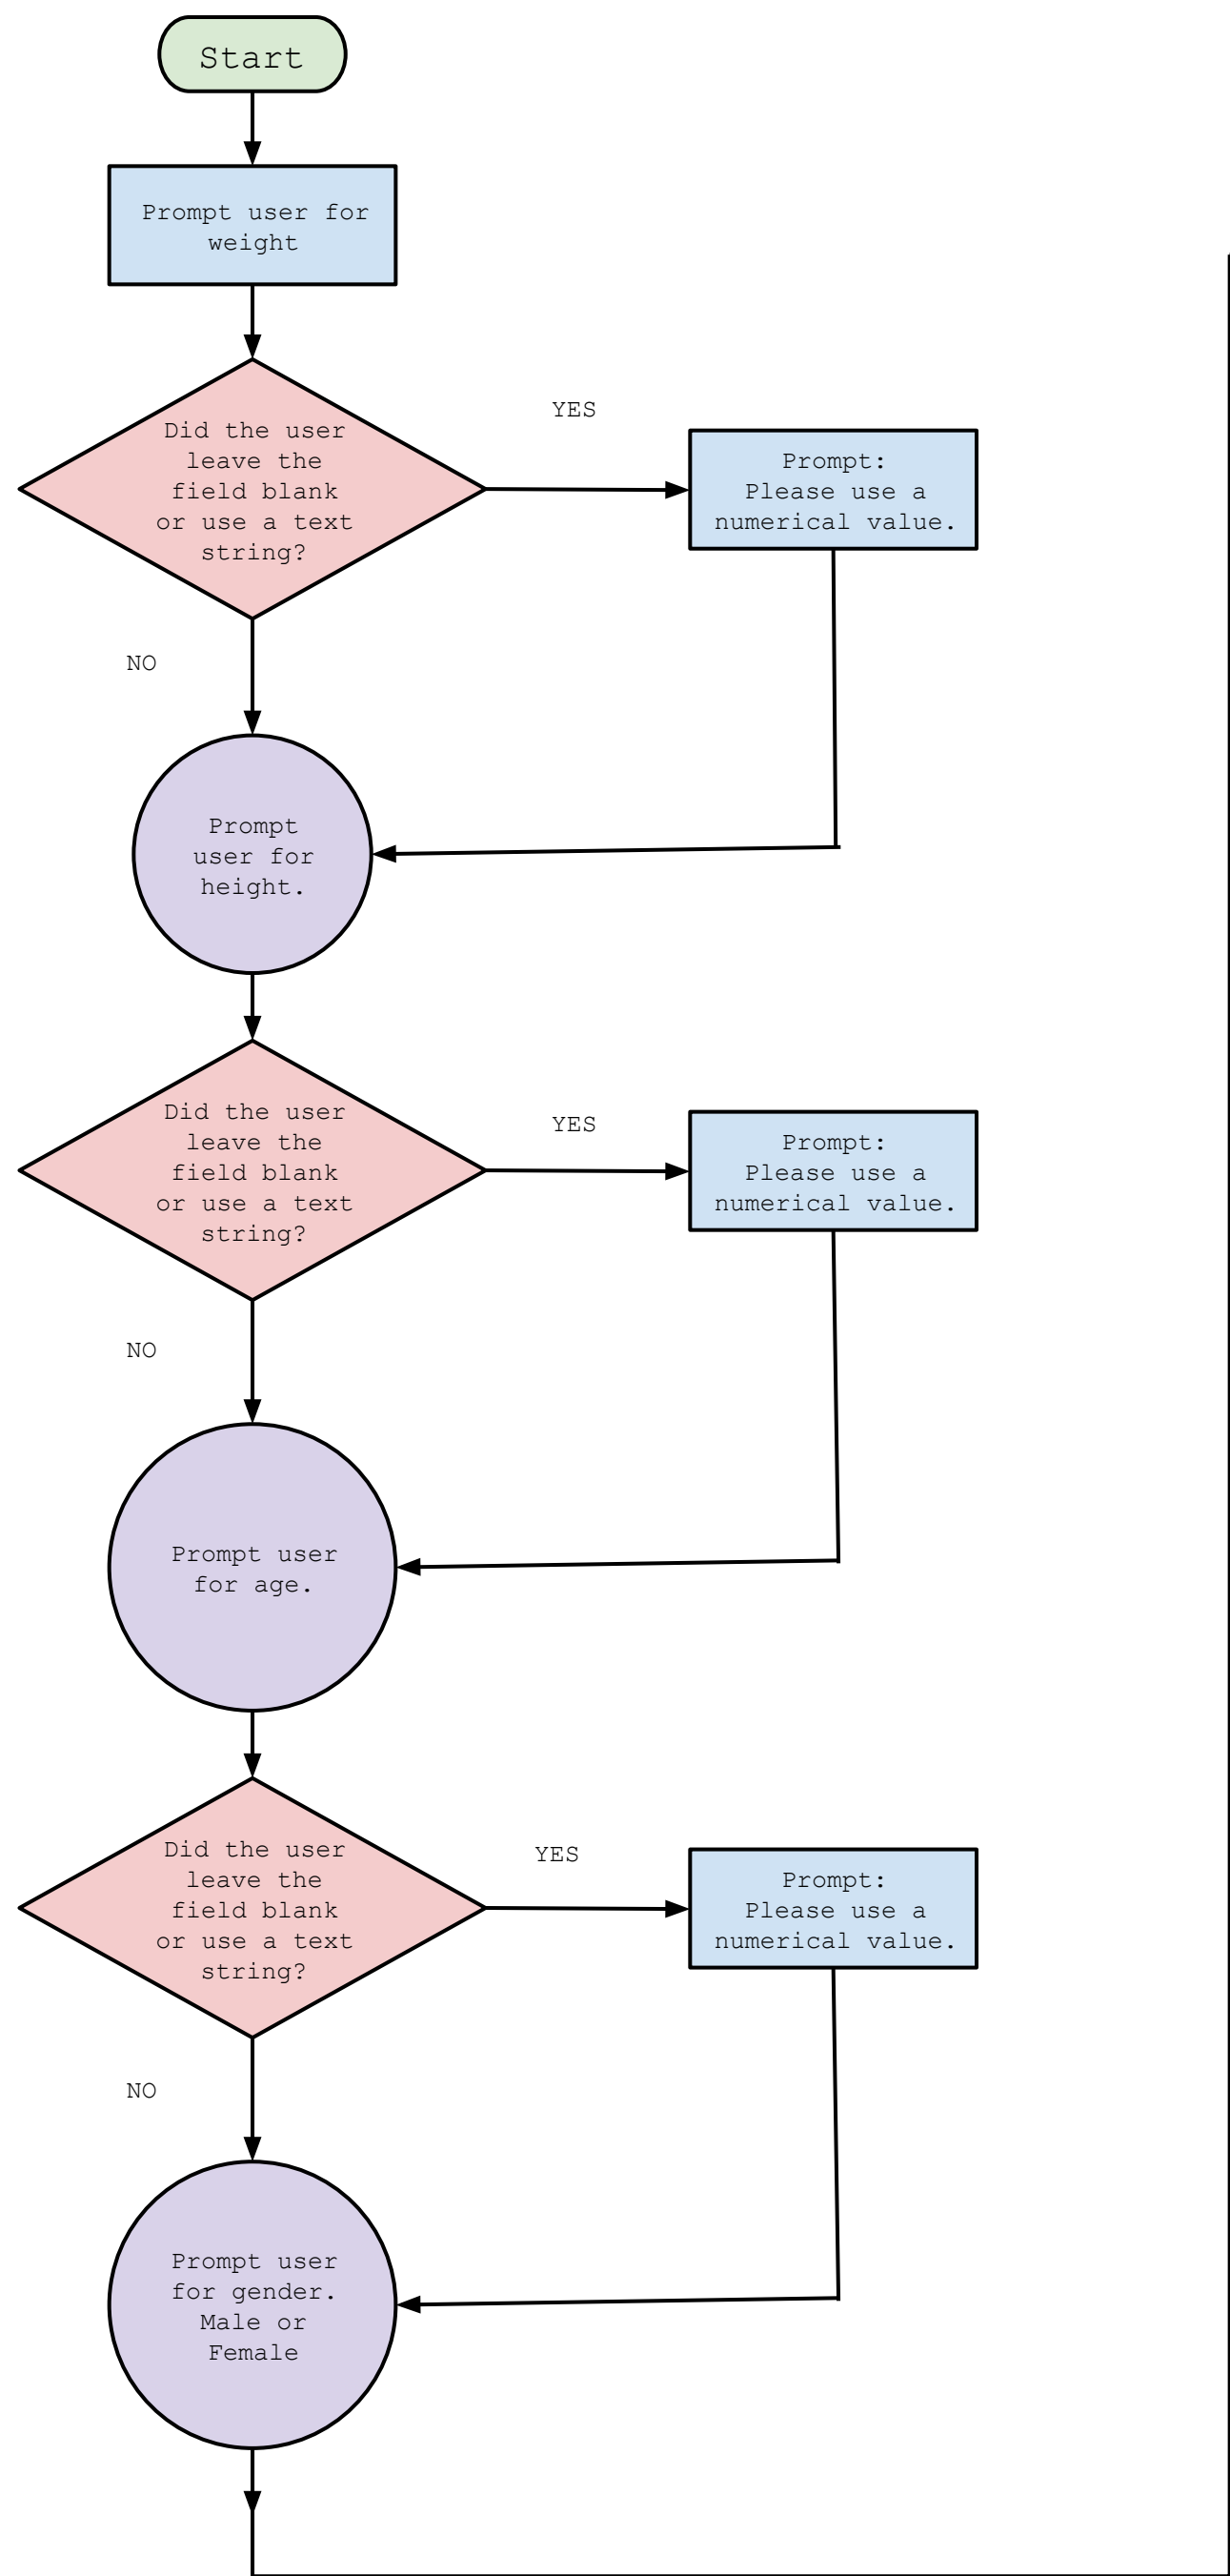 Start
Prompt user for
weight
Did the user
leave the
field blank
or use a text
string?
YES
Prompt:
Please use a
numerical value.
NO
Prompt
user for
height.
Did the user
leave the
field blank
or use a text
string?
YES
Prompt:
Please use a
numerical value.
NO
Prompt user
for age.
Did the user
leave the
field blank
or use a text
string?
YES
Prompt:
Please use a
numerical value.
NO
Prompt user
for gender.
Male or
Female